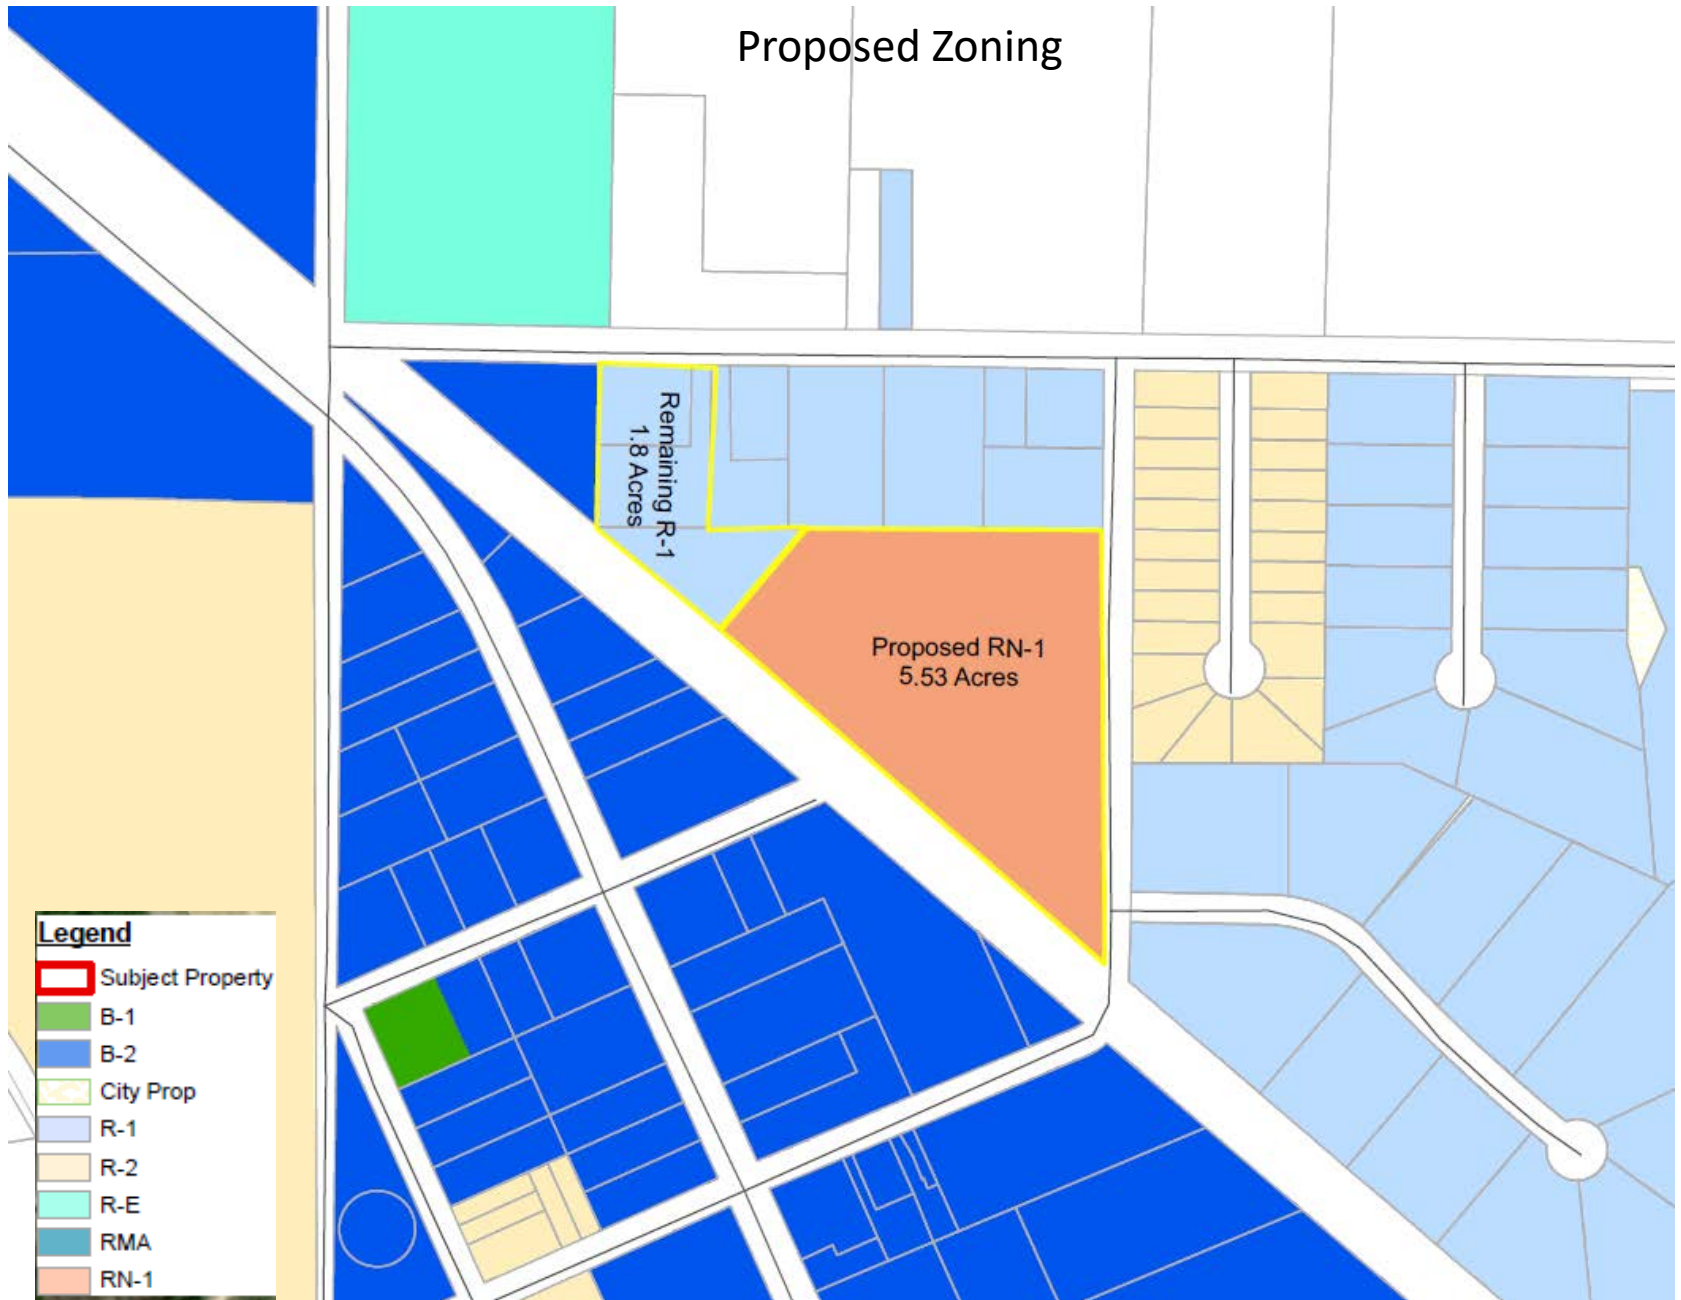 Proposed Zoning
Remaining R-1
1.8 Acres
Proposed RN-1
5.53 Acres
Legend
Subject Property
B-1
B-2
City Prop
R-1
R-2
R-E
RMA
RN-1